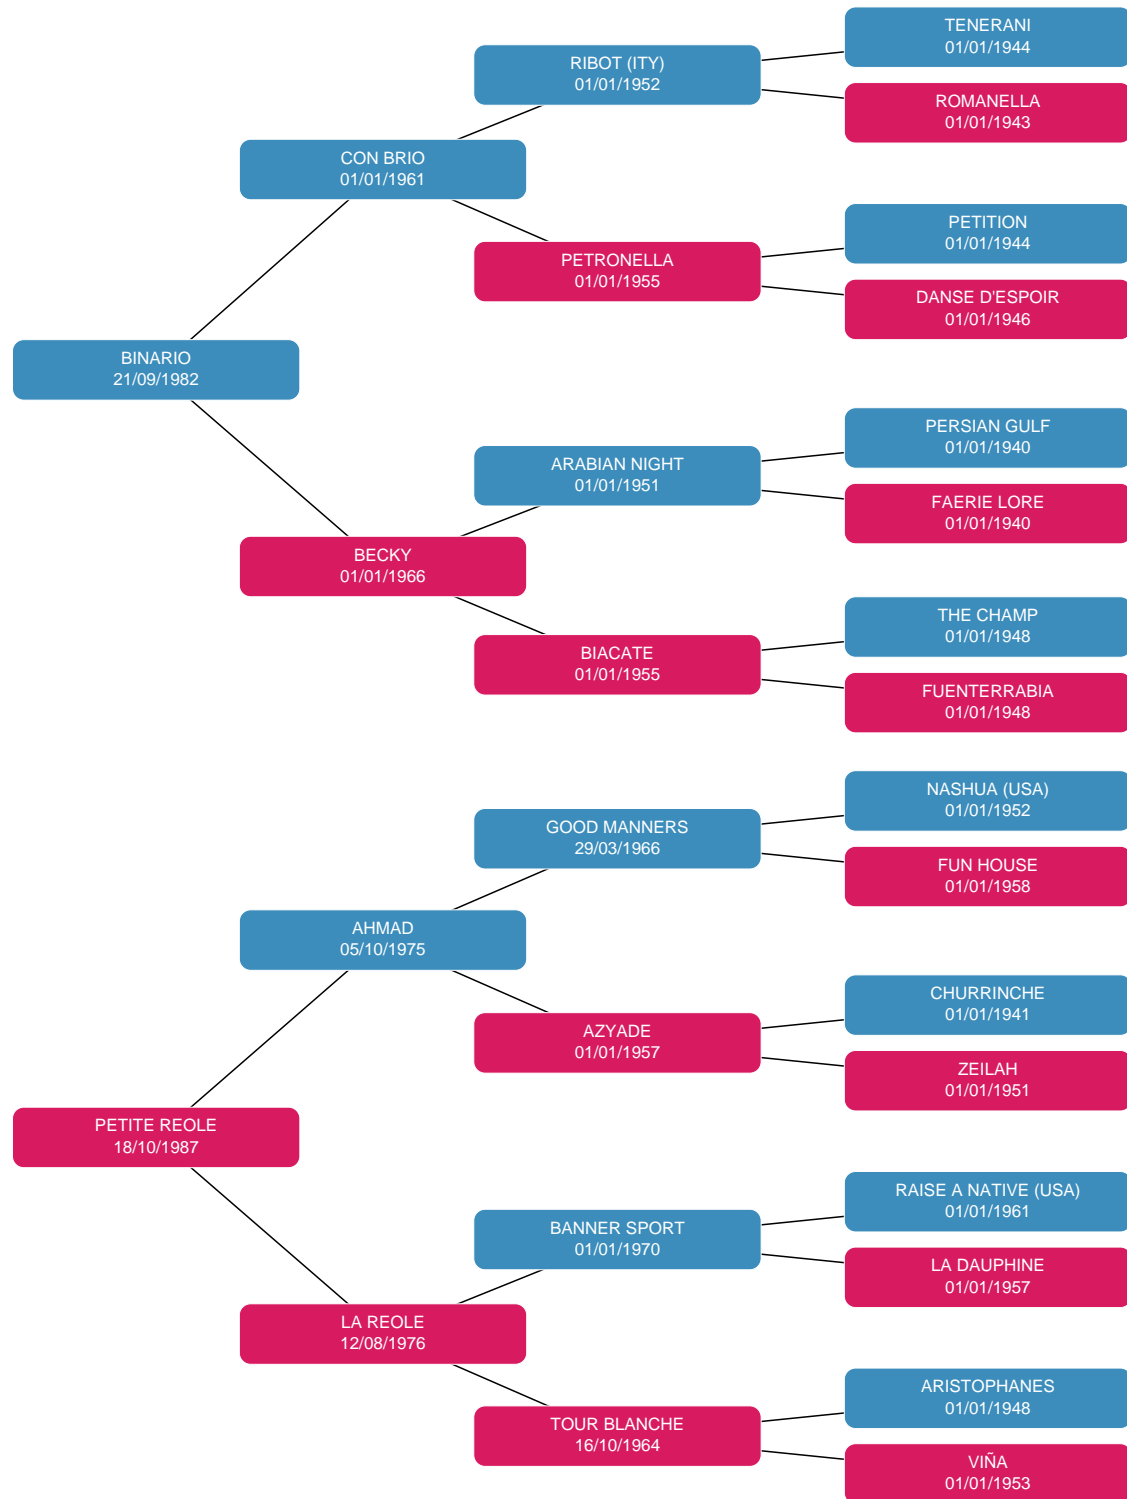 TENERANI
01/01/1944
RIBOT (ITY)
01/01/1952
ROMANELLA
01/01/1943
CON BRIO
01/01/1961
PETITION
01/01/1944
PETRONELLA
01/01/1955
DANSE D'ESPOIR
01/01/1946
BINARIO
21/09/1982
PERSIAN GULF
01/01/1940
ARABIAN NIGHT
01/01/1951
FAERIE LORE
01/01/1940
BECKY
01/01/1966
THE CHAMP
01/01/1948
BIACATE
01/01/1955
FUENTERRABIA
01/01/1948
NASHUA (USA)
01/01/1952
GOOD MANNERS
29/03/1966
FUN HOUSE
01/01/1958
AHMAD
05/10/1975
CHURRINCHE
01/01/1941
AZYADE
01/01/1957
ZEILAH
01/01/1951
PETITE REOLE
18/10/1987
RAISE A NATIVE (USA)
01/01/1961
BANNER SPORT
01/01/1970
LA DAUPHINE
01/01/1957
LA REOLE
12/08/1976
ARISTOPHANES
01/01/1948
TOUR BLANCHE
16/10/1964
VIÑA
01/01/1953